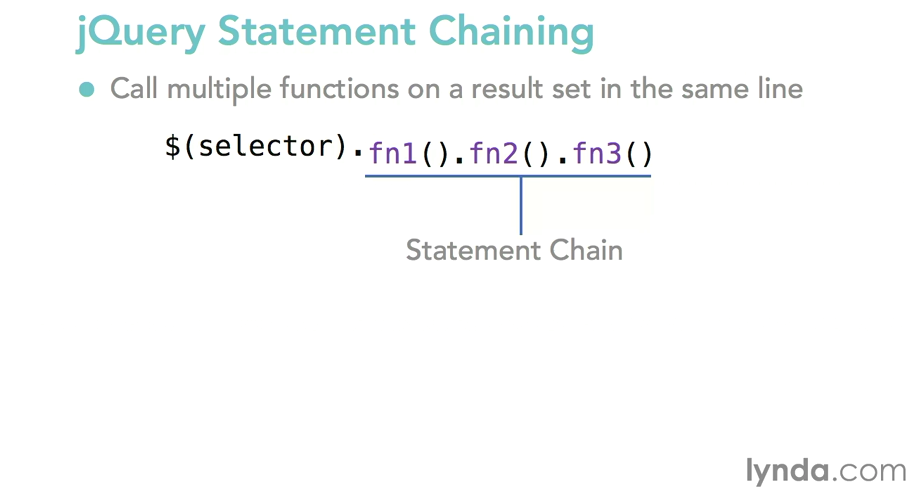 jQuery Statement Chaining
● Call multiple functions on a result set in the same line
$(selector).fn1().fn2().fn3()
Statement Chain
lynda.com